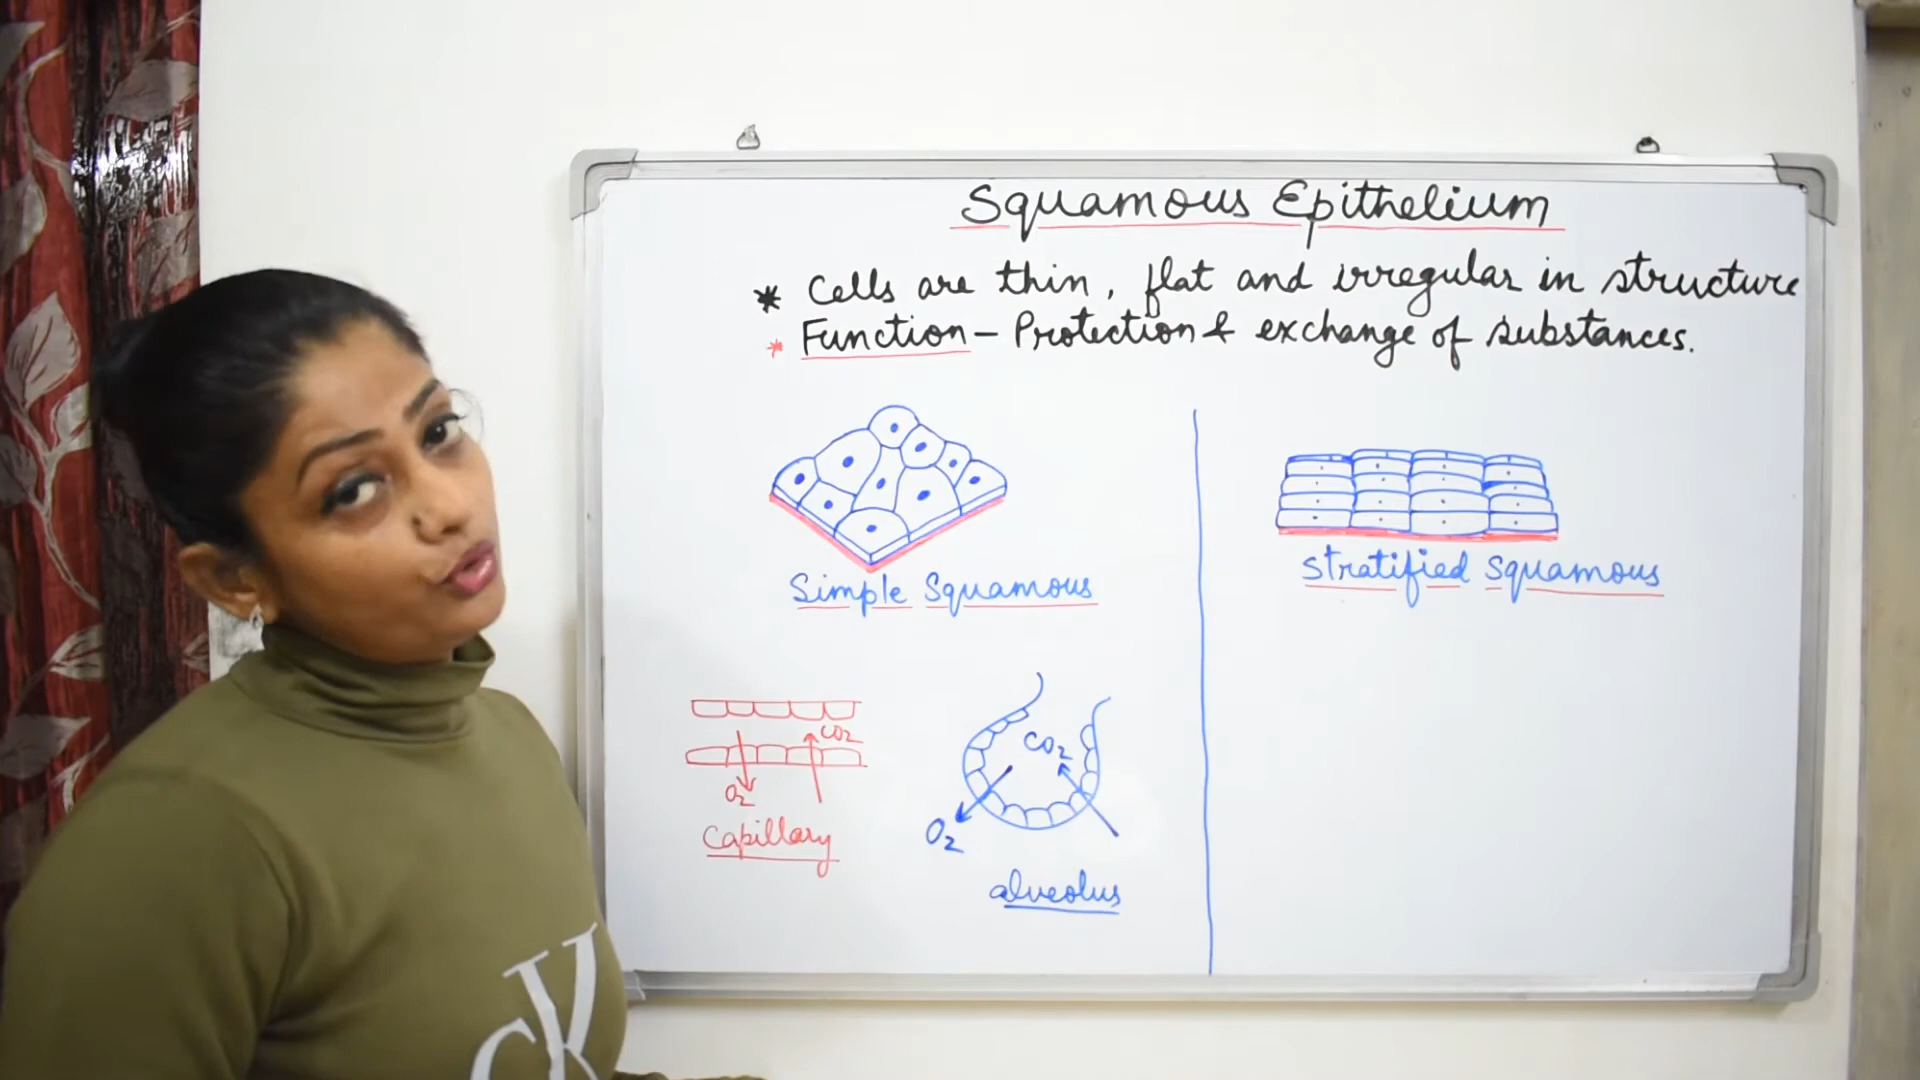 Squamous Epithelium
* Cells are thin, flat and irregular in structure
* Function - Protection & exchange of substances.
Simple Squamous
Stratified Squamous
CO2
O2
Capillary
CO2
O2
alveolus
CK